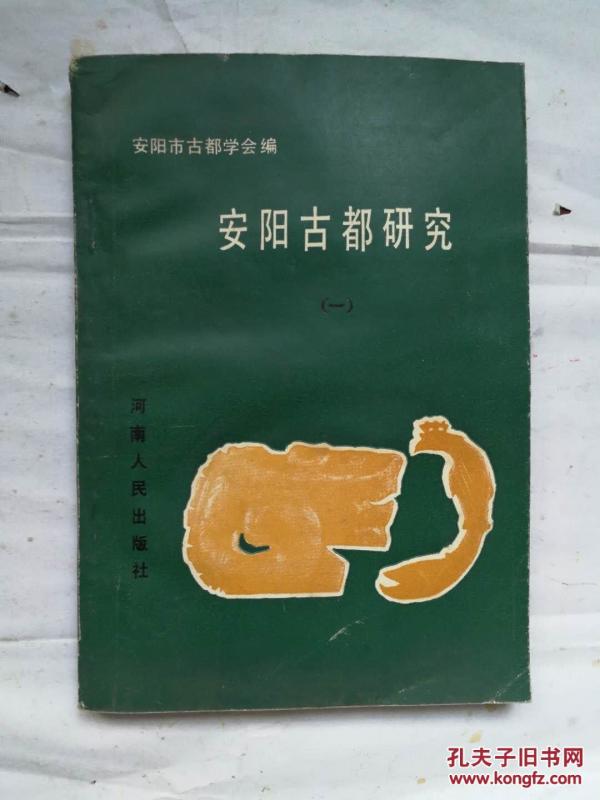 安阳市古都学会编
安阳古都研究
(一)
河南人民出版社
孔夫子旧书网
www.kongfz.com